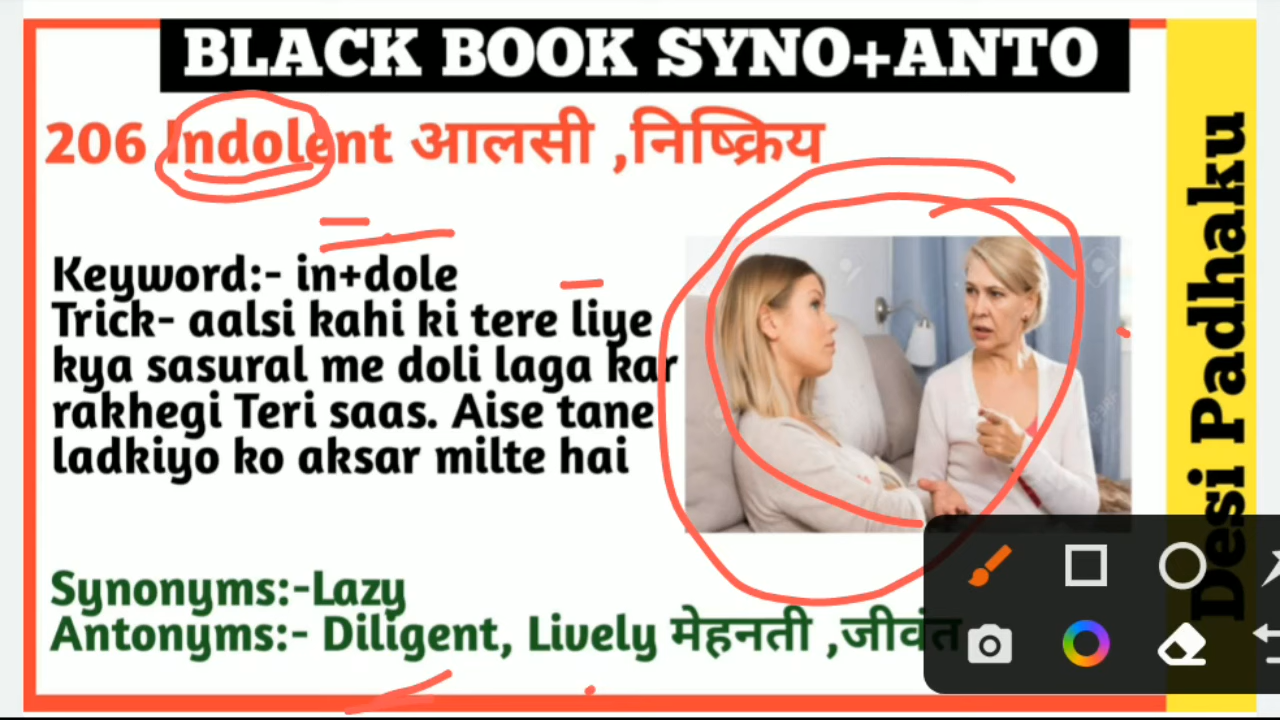 BLACK BOOK SYNO+ANTO
206 Indolent आलसी ,निष्क्रिय
Keyword:- in+dole
Trick- aalsi kahi ki tere liye
kya sasural me doli laga kar
rakhegi Teri saas. Aise tane
ladkiyo ko aksar milte hai
Synonyms:-Lazy
Antonyms:- Diligent, Lively मेहनती ,जीवंत
Desi Padhaku